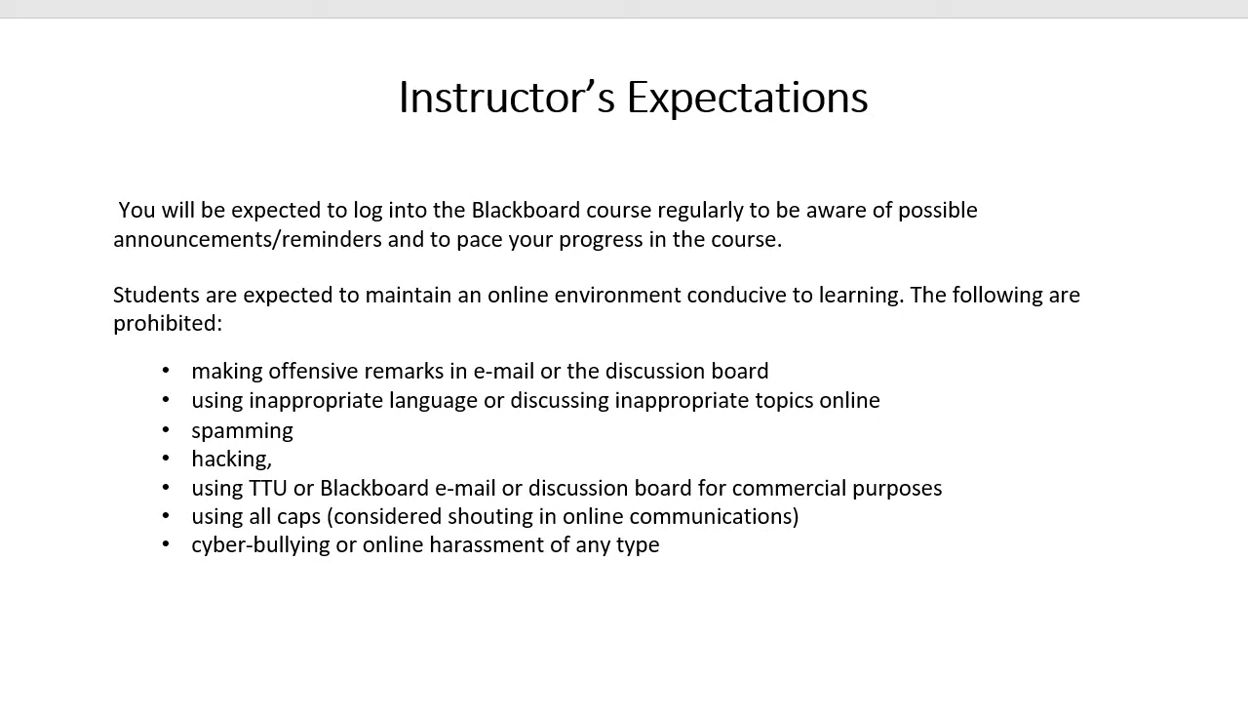 Instructor’s Expectations
You will be expected to log into the Blackboard course regularly to be aware of possible
announcements/reminders and to pace your progress in the course.
Students are expected to maintain an online environment conducive to learning. The following are
prohibited:
• making offensive remarks in e-mail or the discussion board
• using inappropriate language or discussing inappropriate topics online
• spamming
• hacking,
• using TTU or Blackboard e-mail or discussion board for commercial purposes
• using all caps (considered shouting in online communications)
• cyber-bullying or online harassment of any type